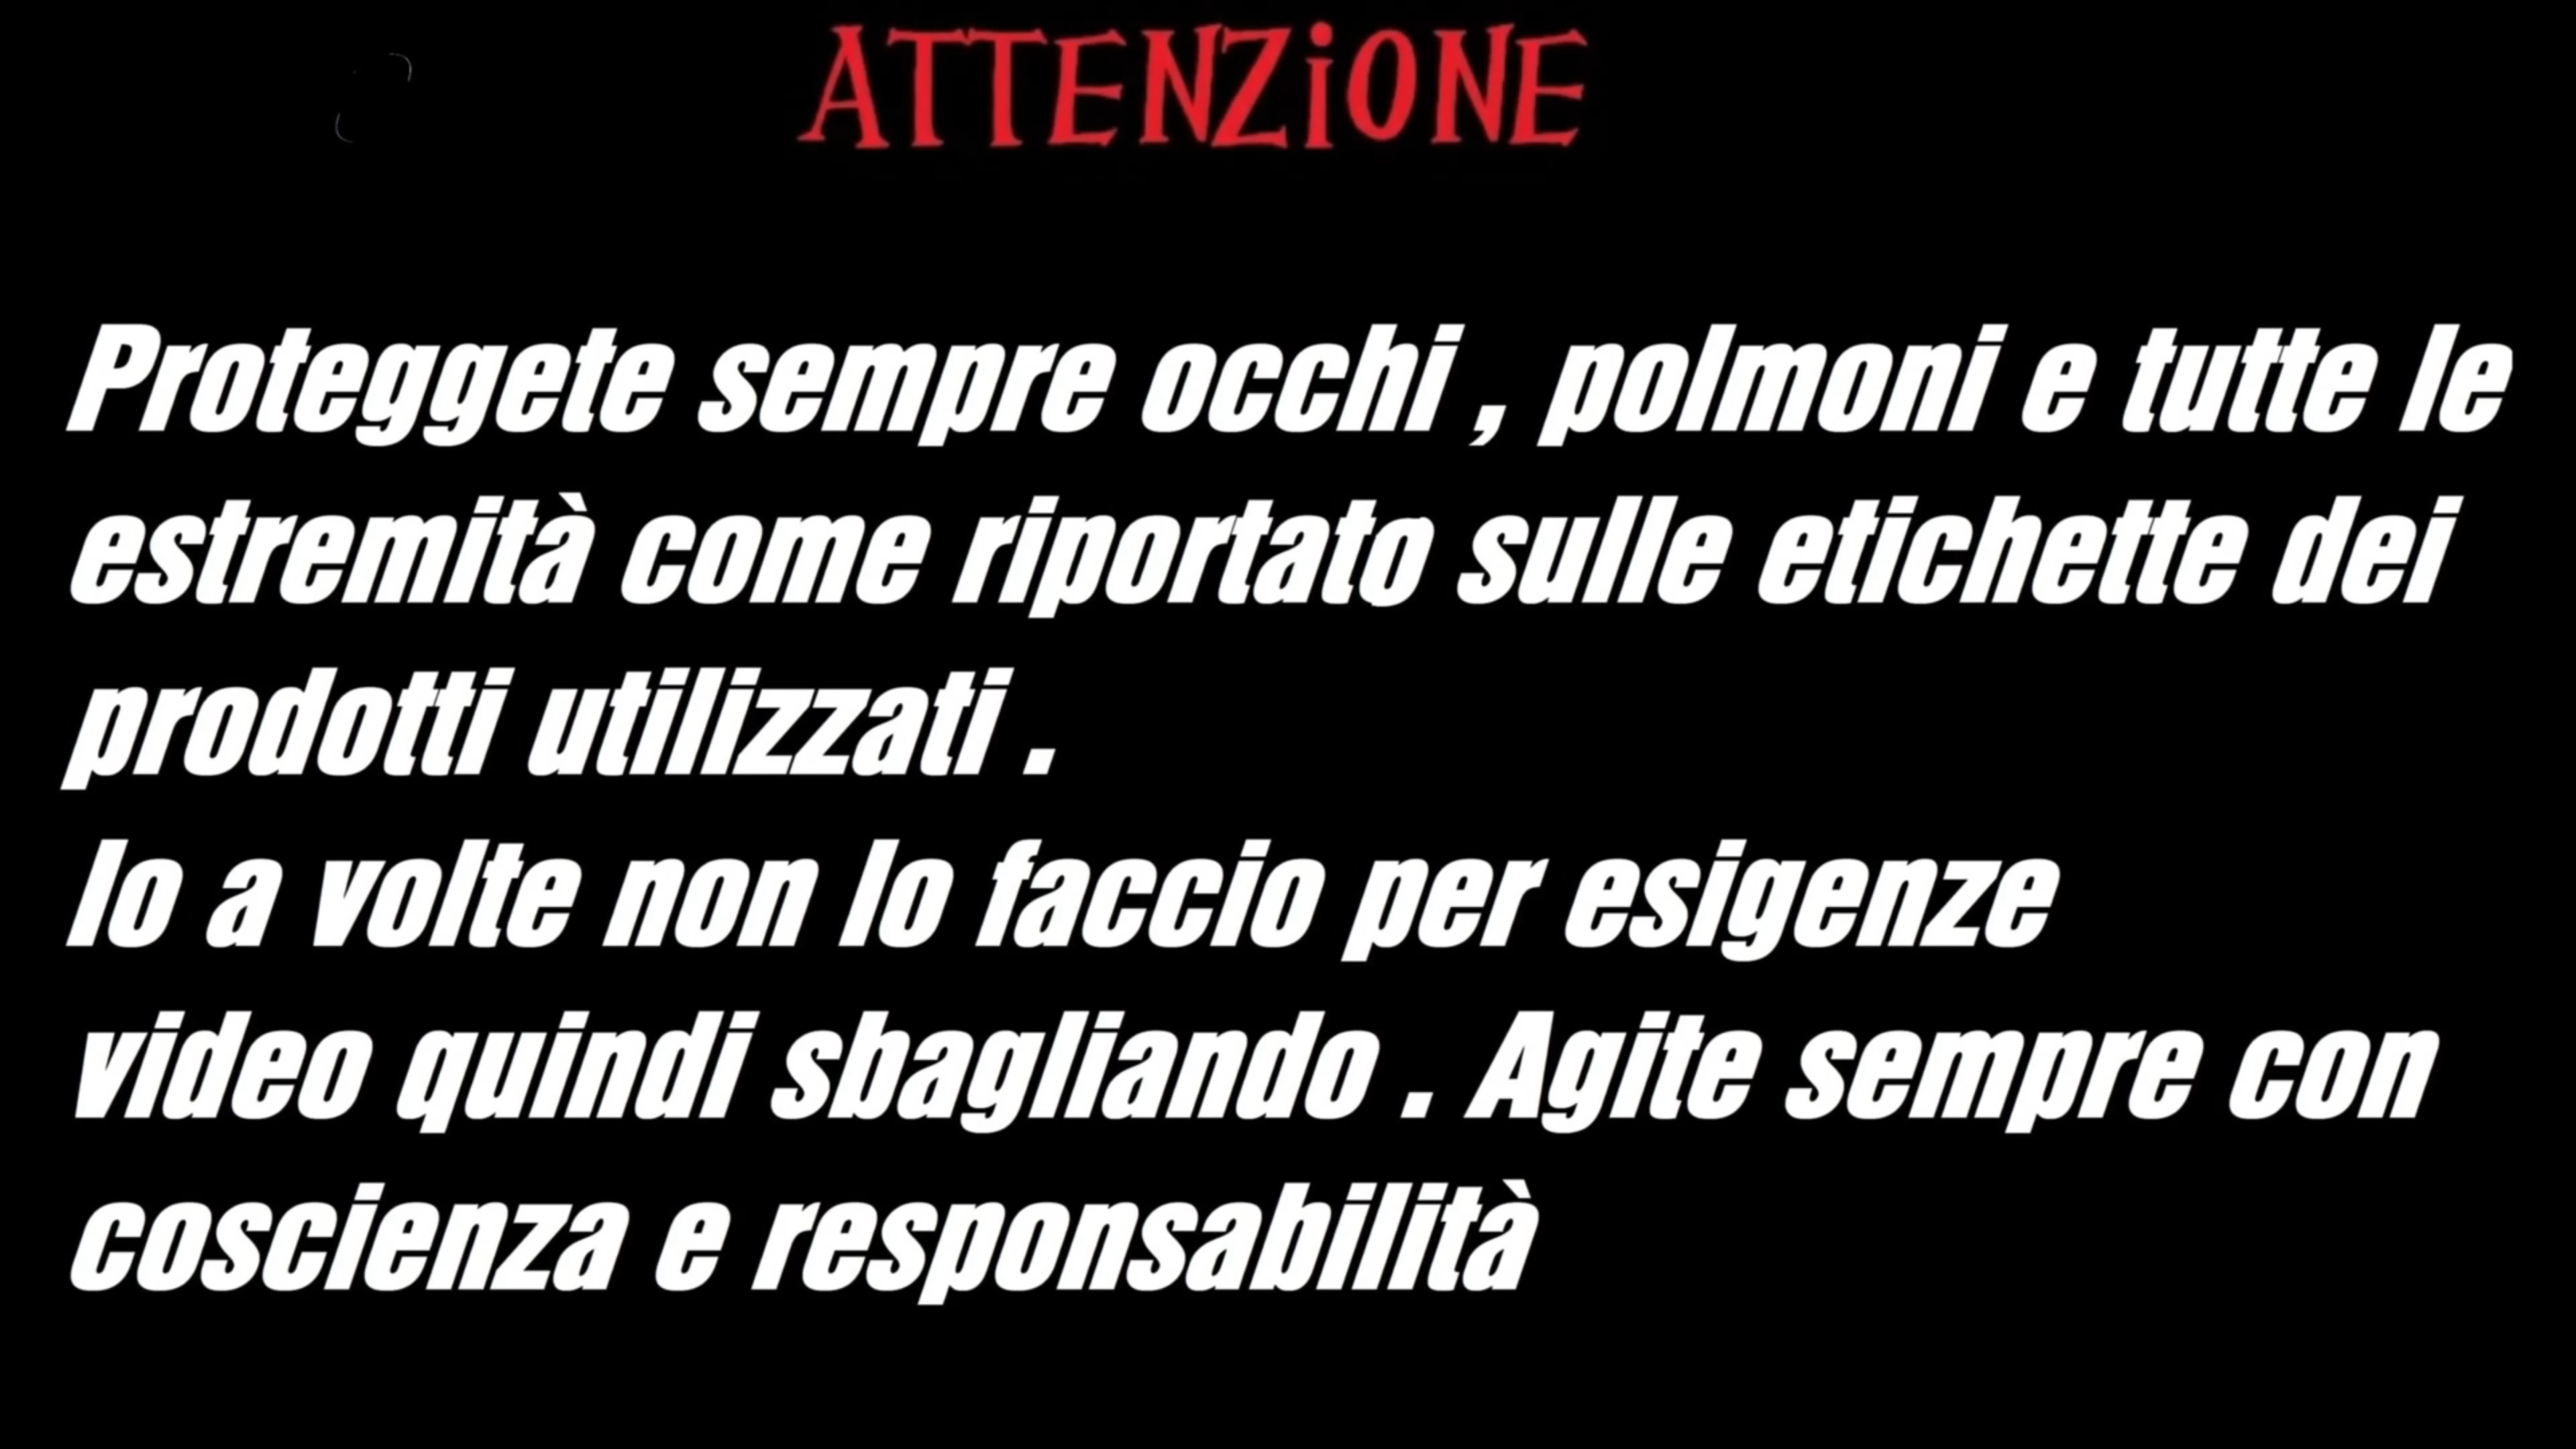 ATTENZiONE
Proteggete sempre occhi , polmoni e tutte le
estremità come riportato sulle etichette dei
prodotti utilizzati .
Io a volte non lo faccio per esigenze
video quindi sbagliando . Agite sempre con
coscienza e responsabilità